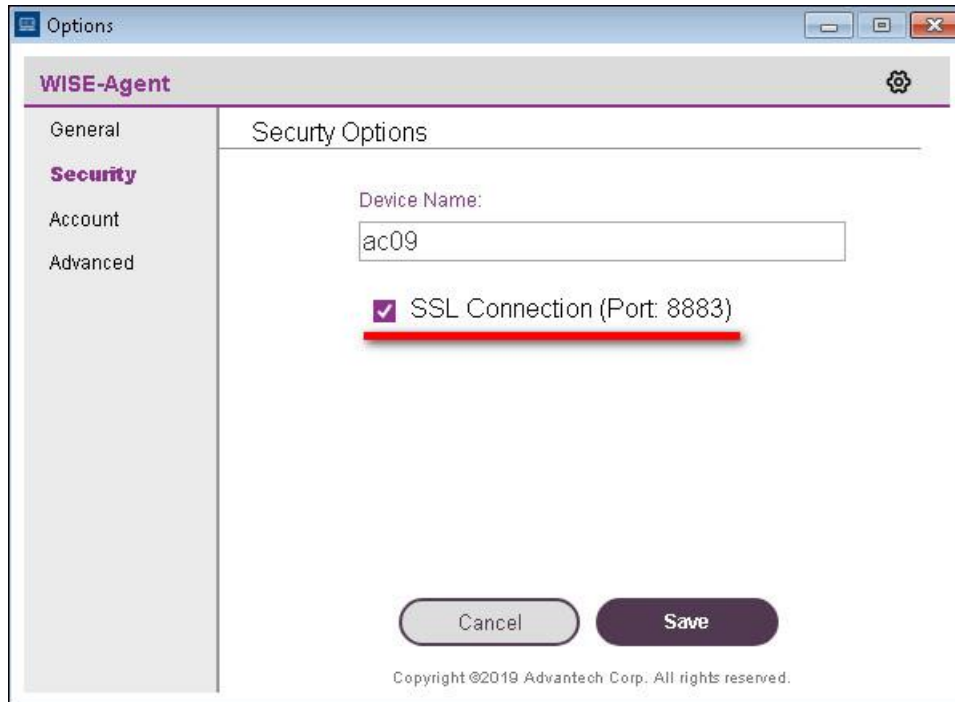 Options
WISE-Agent
General
Security
Account
Advanced
Securty Options
Device Name:
ac09
SSL Connection (Port: 8883)
Cancel
Save
Copyright ©2019 Advantech Corp. All rights reserved.